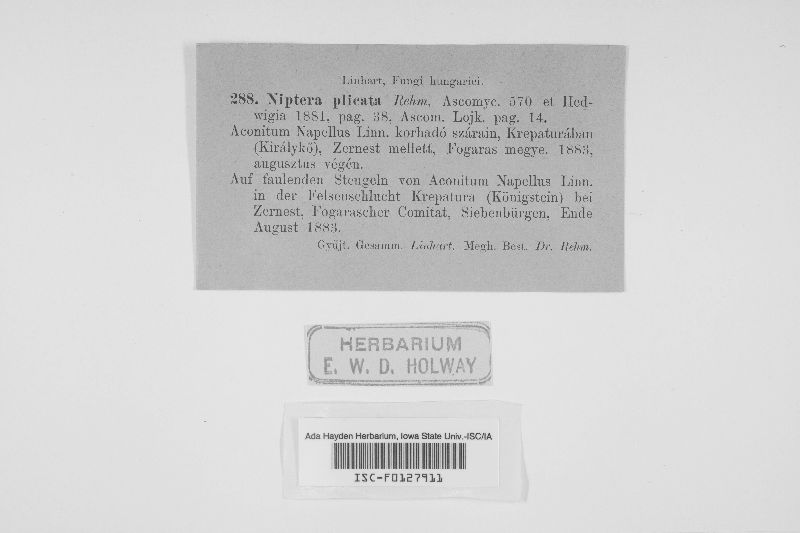 Linhart, Fungi hungarici.
288. Niptera plicata Rehm, Ascomyc. 570 et Hed-
wigia 1881, pag. 38, Ascom. Lojk. pag. 14.
Aconitum Napellus Linn. korhadó szárain, Krepaturában
(Királykő), Zernest mellett, Fogaras megye. 1883,
augusztus végén.
Auf faulenden Stengeln von Aconitum Napellus Linn.
in der Felsenschlucht Krepatura (Königstein) bei
Zernest, Fogarascher Comitat, Siebenbürgen, Ende
August 1883.
Gyűjt. Gesamm. Linhart. Megh. Best. Dr. Rehm.
HERBARIUM
E. W. D. HOLWAY
Ada Hayden Herbarium, Iowa State Univ.-ISC/IA
ISC-F0127911